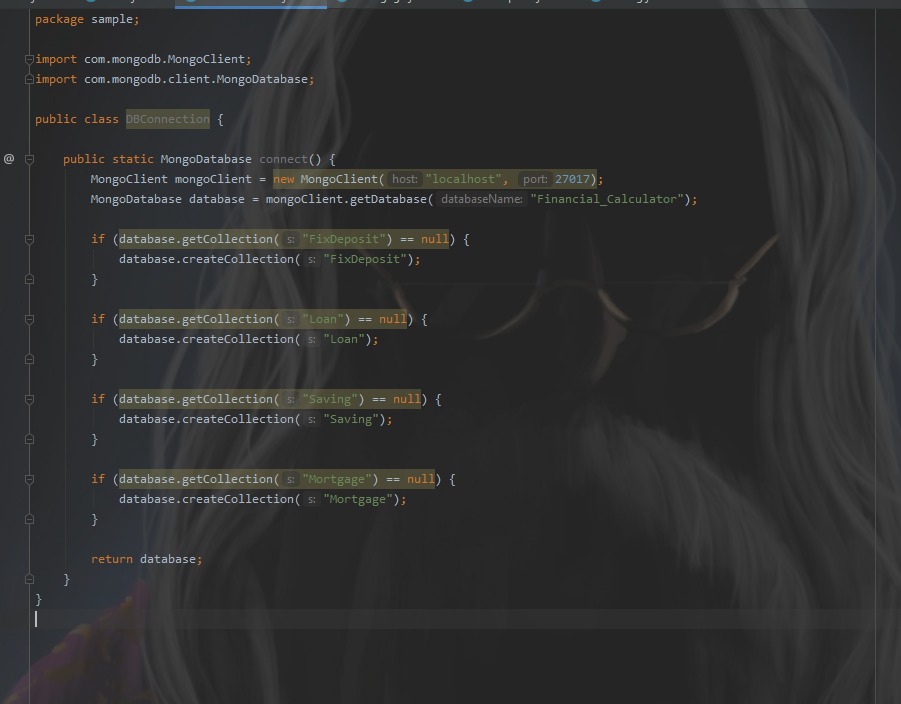 package sample;
import com.mongodb.MongoClient;
import com.mongodb.client.MongoDatabase;
public class DBConnection {
@ public static MongoDatabase connect() {
MongoClient mongoClient = new MongoClient( host: "localhost", port: 27017);
MongoDatabase database = mongoClient.getDatabase( databaseName: "Financial_Calculator");
if (database.getCollection( s: "FixDeposit") == null) {
database.createCollection( s: "FixDeposit");
}
if (database.getCollection( s: "Loan") == null) {
database.createCollection( s: "Loan");
}
if (database.getCollection( s: "Saving") == null) {
database.createCollection( s: "Saving");
}
if (database.getCollection( s: "Mortgage") == null) {
database.createCollection( s: "Mortgage");
}
return database;
}
}